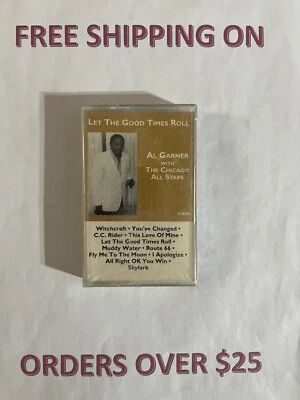 FREE SHIPPING ON
LET THE GOOD TIMES ROLL
AL GARNER
WITH
THE CHICAGO
ALL STARS
Witchcraft • You've Changed •
C.C. Rider • This Love Of Mine •
Let The Good Times Roll •
Muddy Water • Route 66 •
Fly Me To The Moon • I Apologize •
All Right OK You Win •
Skylark
ORDERS OVER $25